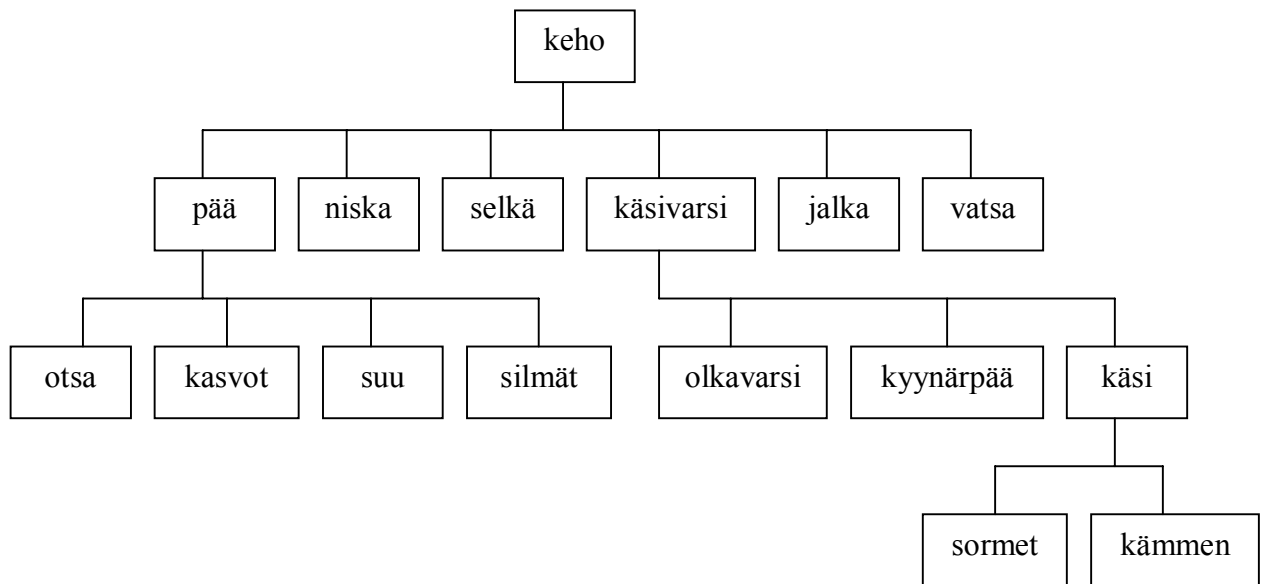 keho
pää niska selkä käsivarsi jalka vatsa
otsa kasvot suu silmät olkavarsi kyynärpää käsi
sormet kämmen